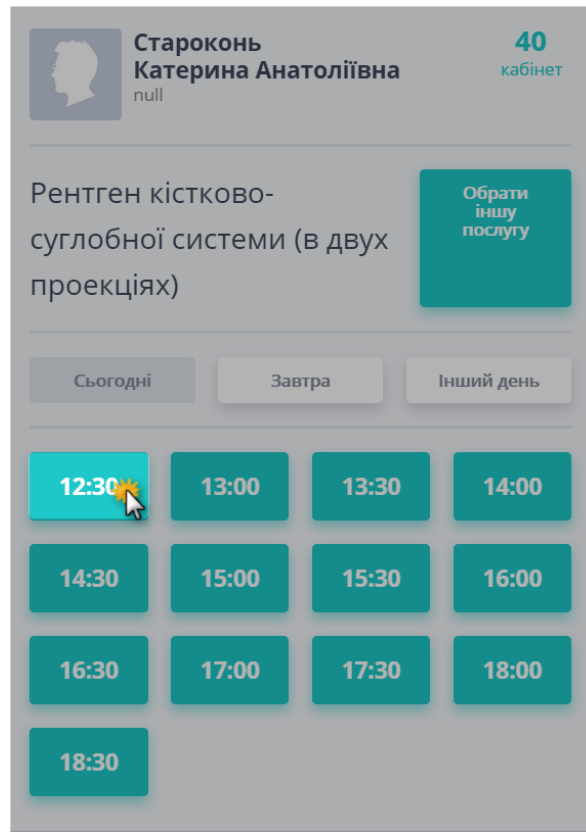 Староконь
Катерина Анатоліївна
null
40
кабінет
Рентген кістково-
суглобної системи (в двух
проекціях)
Обрати
іншу
послугу
Сьогодні Завтра Інший день
12:30 13:00 13:30 14:00
14:30 15:00 15:30 16:00
16:30 17:00 17:30 18:00
18:30